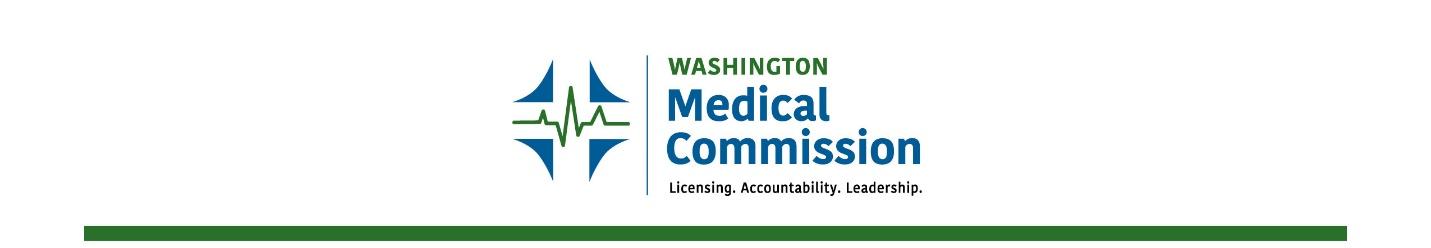 WASHINGTON
Medical
Commission
Licensing. Accountability. Leadership.